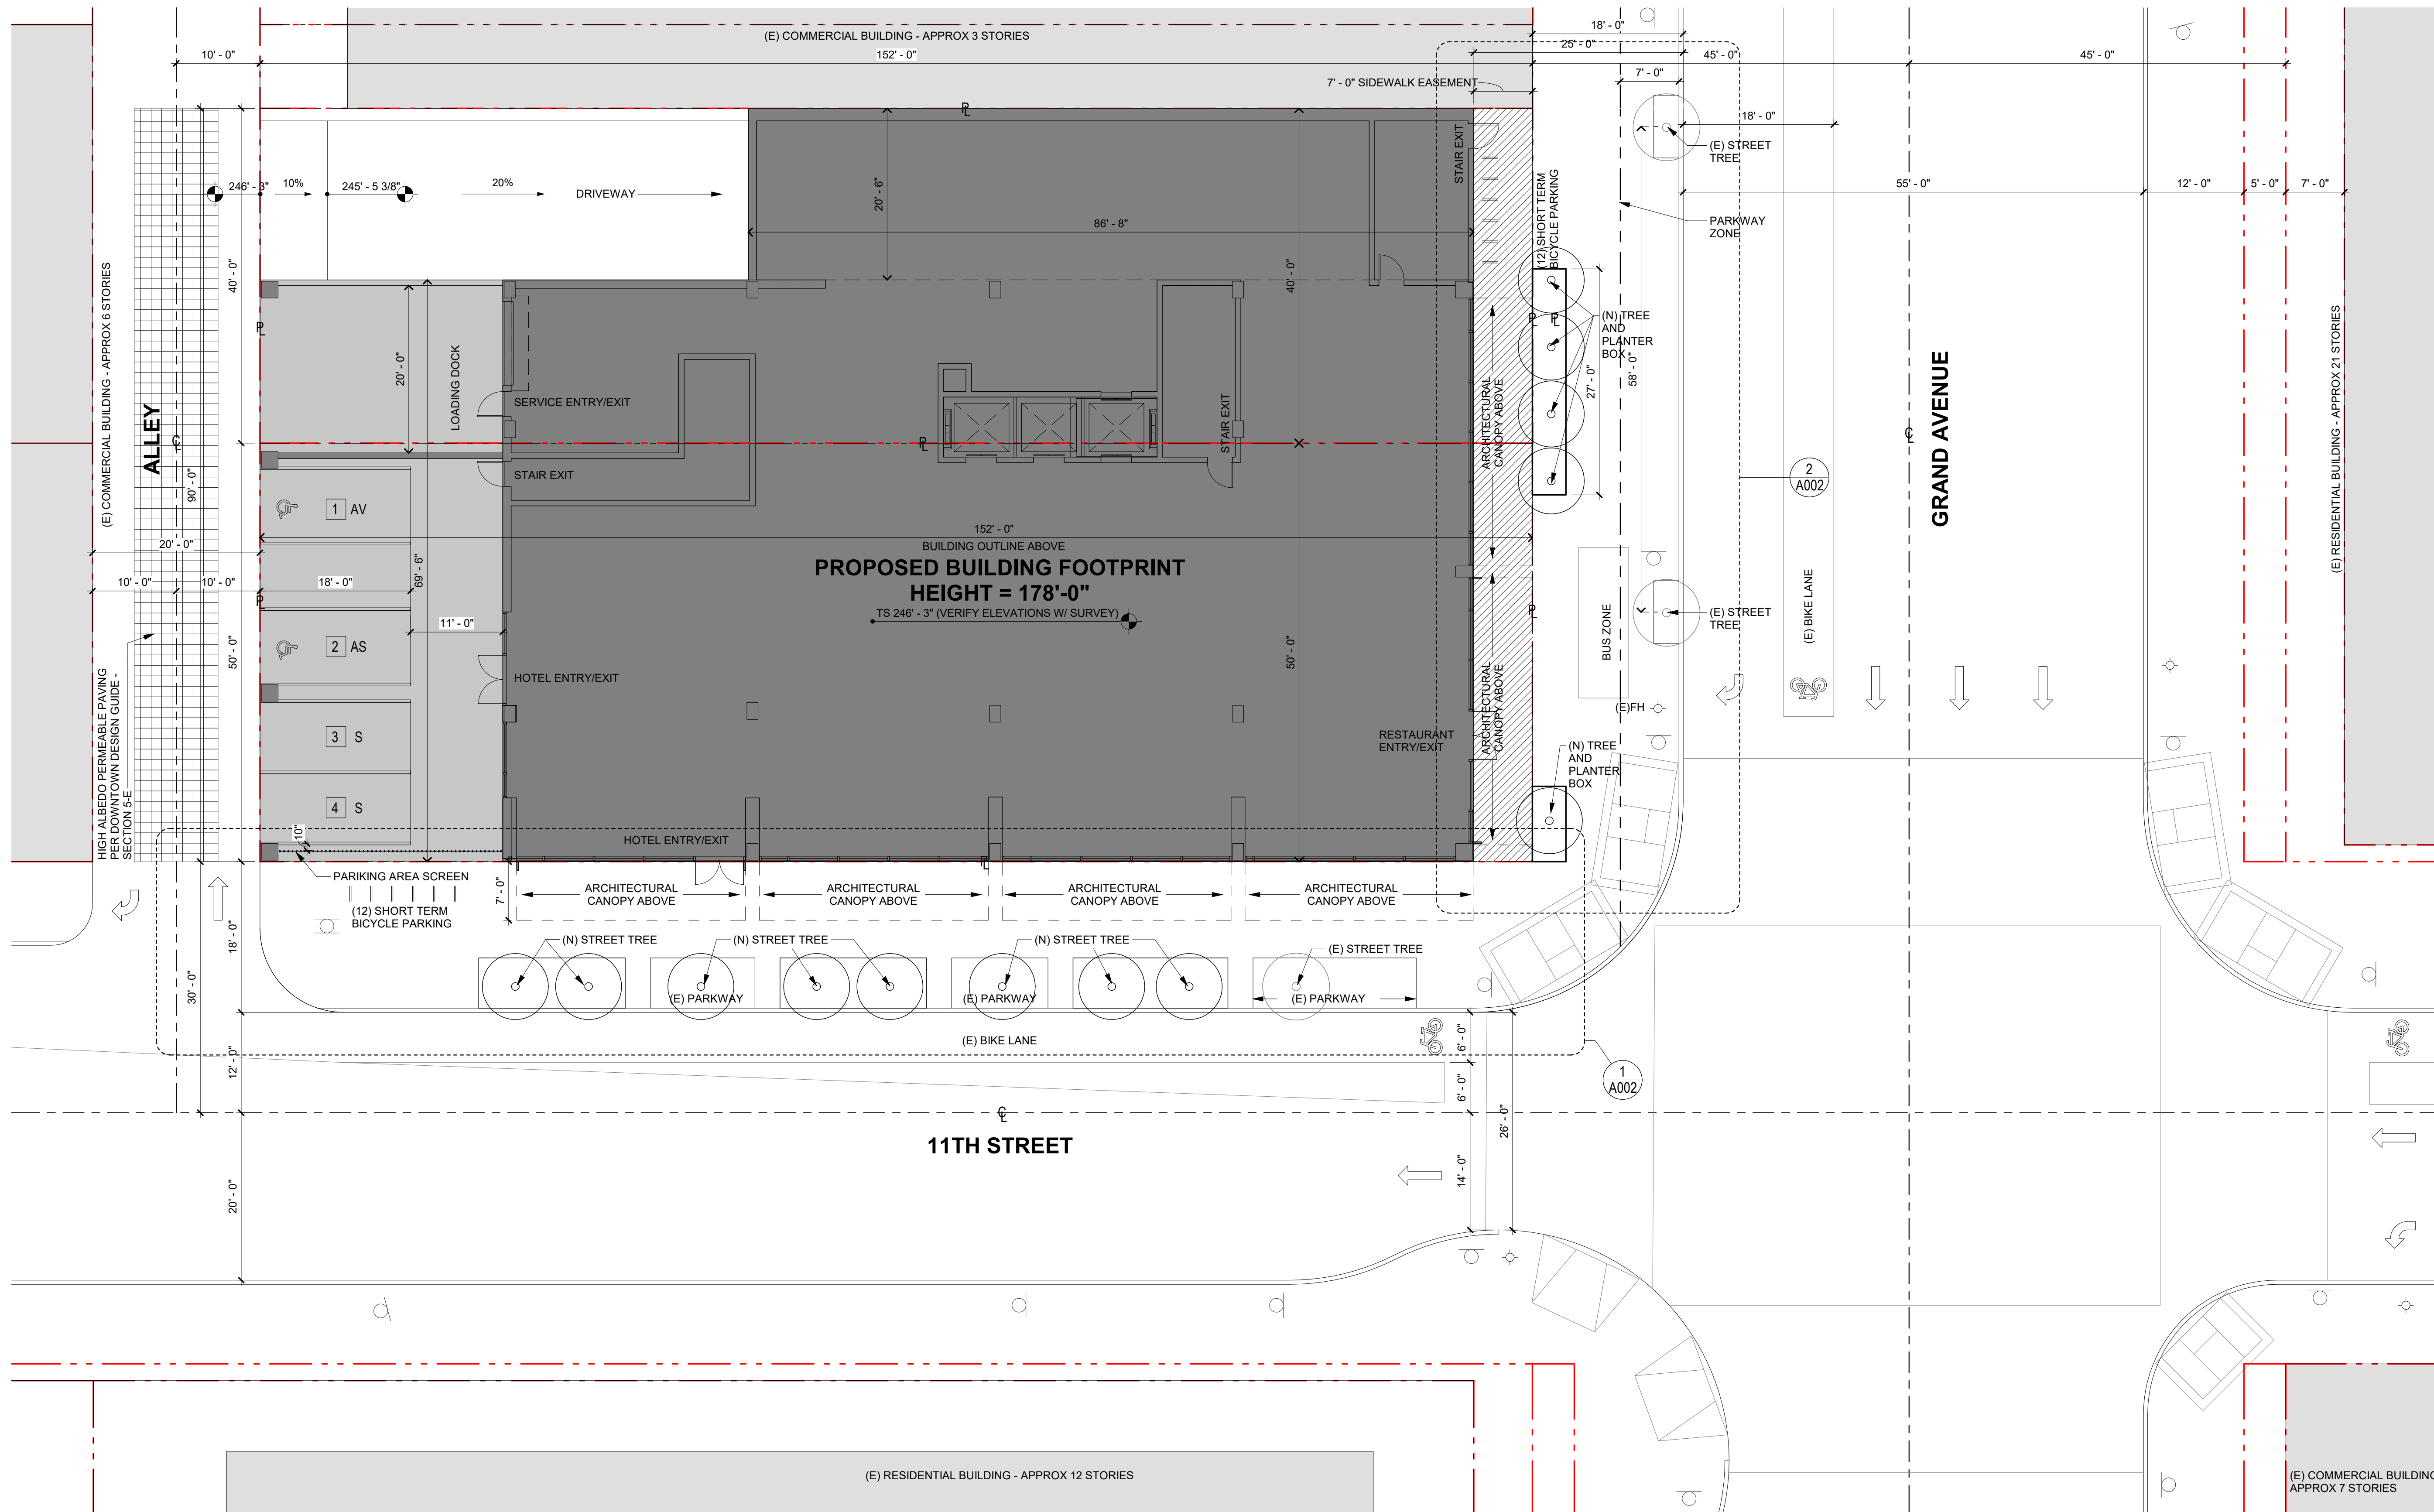 (E) COMMERCIAL BUILDING - APPROX 3 STORIES
18' - 0"
25' - 0"
10' - 0"
152' - 0"
45' - 0"
45' - 0"
7' - 0"
7' - 0" SIDEWALK EASEMENT
18' - 0"
(E) STREET
TREE
STAIR EXIT
(12) SHORT TERM
BICYCLE PARKING
246' - 3"
10%
245' - 5 3/8"
20%
DRIVEWAY
20' - 6"
86' - 8"
55' - 0"
12' - 0"
5' - 0"
7' - 0"
PARKWAY
ZONE
40' - 0"
40' - 0"
(E) COMMERCIAL BUILDING - APPROX 6 STORIES
ALLEY
90' - 0"
20' - 0"
LOADING DOCK
SERVICE ENTRY/EXIT
STAIR EXIT
STAIR EXIT
ARCHITECTURAL
CANOPY ABOVE
(N) TREE
AND
PLANTER
BOX
27' - 0"
58' - 0"
GRAND AVENUE
(E) RESIDENTIAL BUILDING - APPROX 21 STORIES
2
A002
1 AV
152' - 0"
BUILDING OUTLINE ABOVE
PROPOSED BUILDING FOOTPRINT
HEIGHT = 178'-0"
TS 246' - 3" (VERIFY ELEVATIONS W/ SURVEY)
20' - 0"
10' - 0"
10' - 0"
18' - 0"
69' - 6"
11' - 0"
50' - 0"
50' - 0"
2 AS
HOTEL ENTRY/EXIT
BUS ZONE
(E) STREET
TREE
(E) BIKE LANE
(E)FH
ARCHITECTURAL
CANOPY ABOVE
RESTAURANT
ENTRY/EXIT
3 S
4 S
10"
(N) TREE
AND
PLANTER
BOX
HIGH ALBEDO PERMEABLE PAVING
PER DOWNTOWN DESIGN GUIDE -
SECTION 5-E
HOTEL ENTRY/EXIT
PARIKING AREA SCREEN
(12) SHORT TERM
BICYCLE PARKING
7' - 0"
ARCHITECTURAL
CANOPY ABOVE
ARCHITECTURAL
CANOPY ABOVE
ARCHITECTURAL
CANOPY ABOVE
ARCHITECTURAL
CANOPY ABOVE
18' - 0"
30' - 0"
(N) STREET TREE
(N) STREET TREE
(N) STREET TREE
(E) STREET TREE
(E) PARKWAY
(E) PARKWAY
(E) PARKWAY
(E) BIKE LANE
12' - 0"
6' - 0"
6' - 0"
26' - 0"
1
A002
11TH STREET
20' - 0"
14' - 0"
(E) RESIDENTIAL BUILDING - APPROX 12 STORIES
(E) COMMERCIAL BUILDING
APPROX 7 STORIES